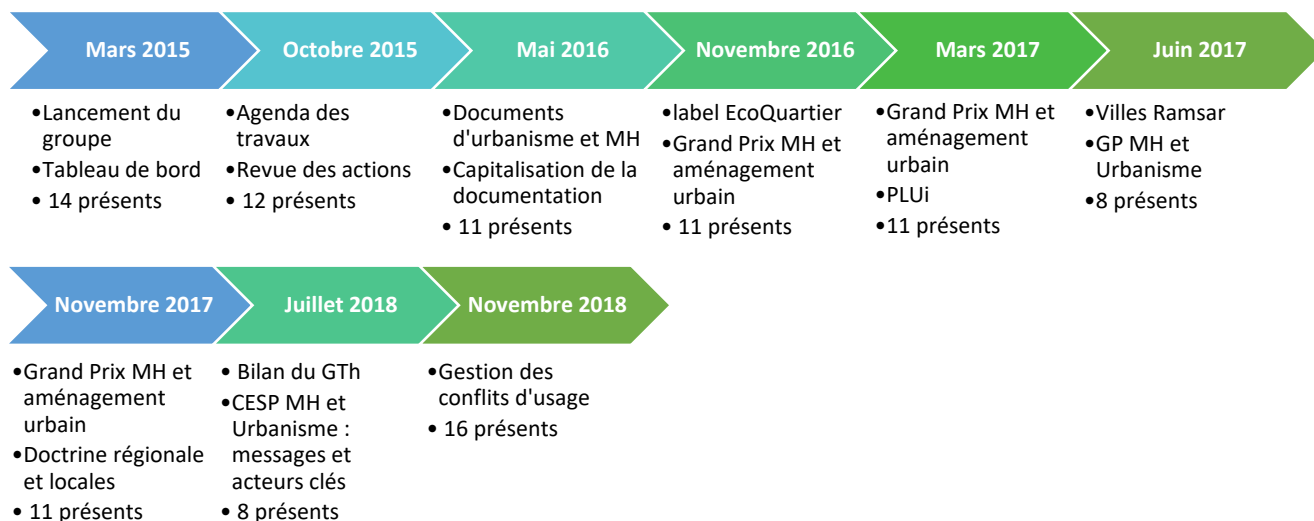 Mars 2015
Octobre 2015
Mai 2016
Novembre 2016
Mars 2017
Juin 2017
•Lancement du
groupe
•Tableau de bord
• 14 présents
•Agenda des
travaux
•Revue des actions
• 12 présents
•Documents
d'urbanisme et MH
•Capitalisation de la
documentation
• 11 présents
•label EcoQuartier
•Grand Prix MH et
aménagement
urbain
• 11 présents
•Grand Prix MH et
aménagement
urbain
•PLUi
•11 présents
•Villes Ramsar
•GP MH et
Urbanisme
•8 présents
Novembre 2017
Juillet 2018
Novembre 2018
•Grand Prix MH et
aménagement
urbain
•Doctrine régionale
et locales
• 11 présents
• Bilan du GTh
•CESP MH et
Urbanisme :
messages et
acteurs clés
• 8 présents
•Gestion des
conflits d'usage
• 16 présents